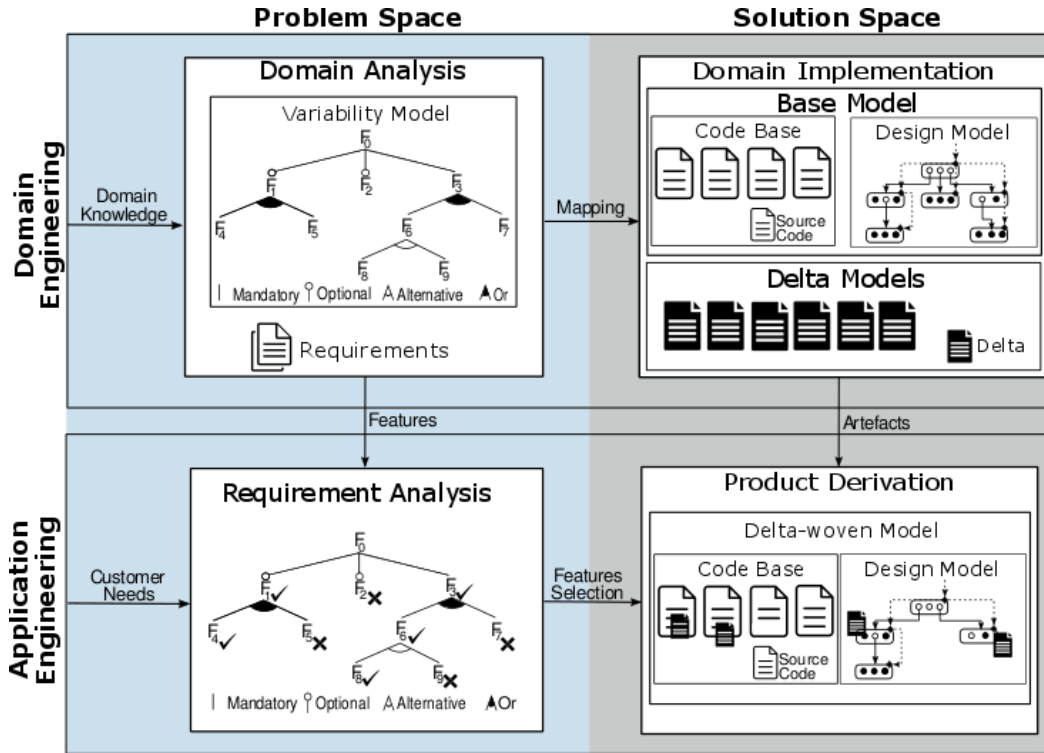 Problem Space
Solution Space
Domain
Engineering
Domain Analysis
Variability Model
F0
F1
F2
F3
F4
F5
F6
F7
F8
F9
Mandatory
Optional
Alternative
Or
Requirements
Domain
Knowledge
Mapping
Domain Implementation
Base Model
Code Base
Source
Code
Design Model
Delta Models
Delta
Features
Artefacts
Application
Engineering
Customer
Needs
Requirement Analysis
F0
F1
F2
F3
F4
F5
F6
F7
F8
F9
Mandatory
Optional
Alternative
Or
Features
Selection
Product Derivation
Delta-woven Model
Code Base
Source
Code
Design Model